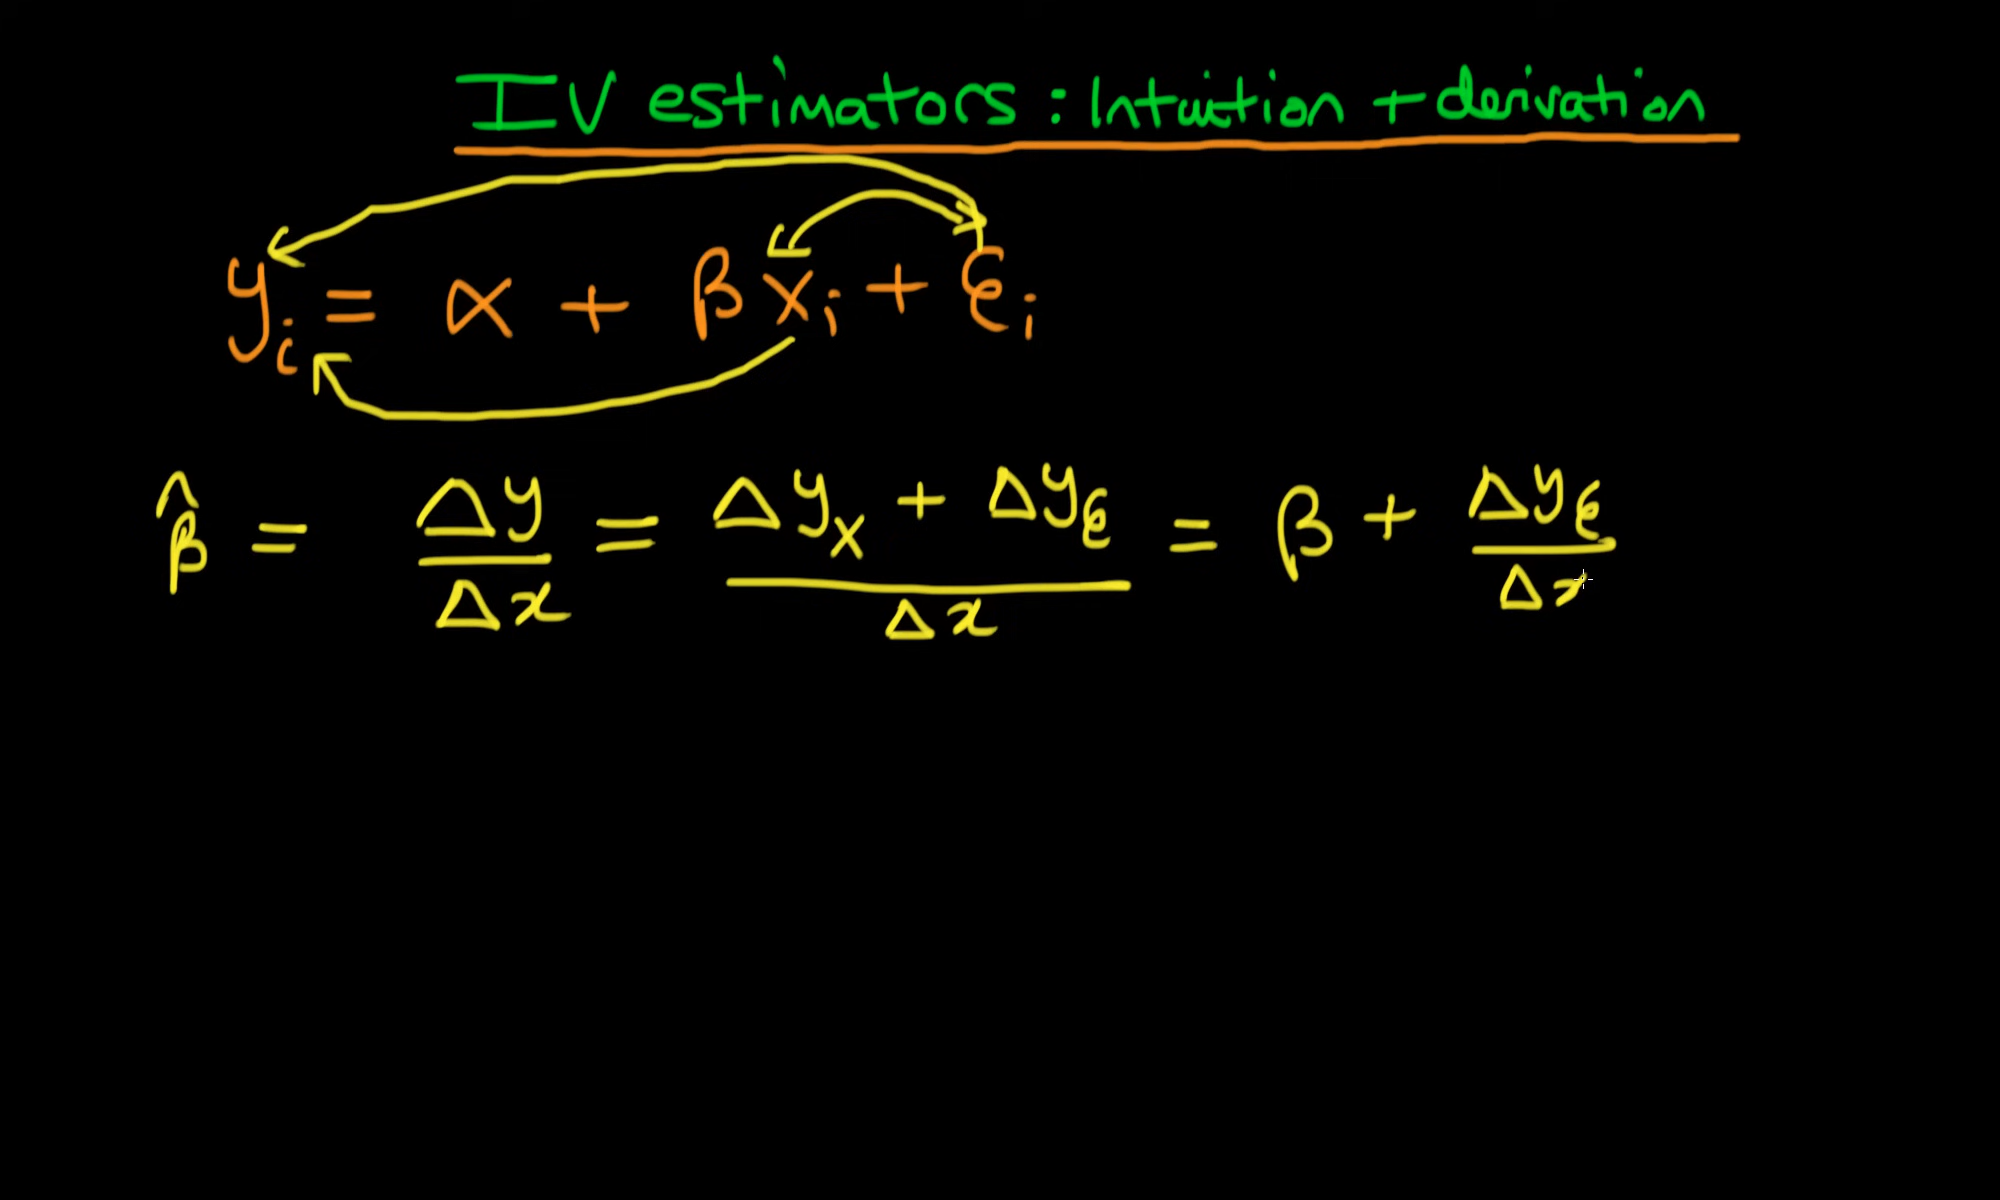 IV estimators : Intuition + derivation
yᵢ = α + βxᵢ + εᵢ
β̂ = Δy/Δx = (Δyₓ + Δy_ε)/Δx = β + Δy_ε/Δx